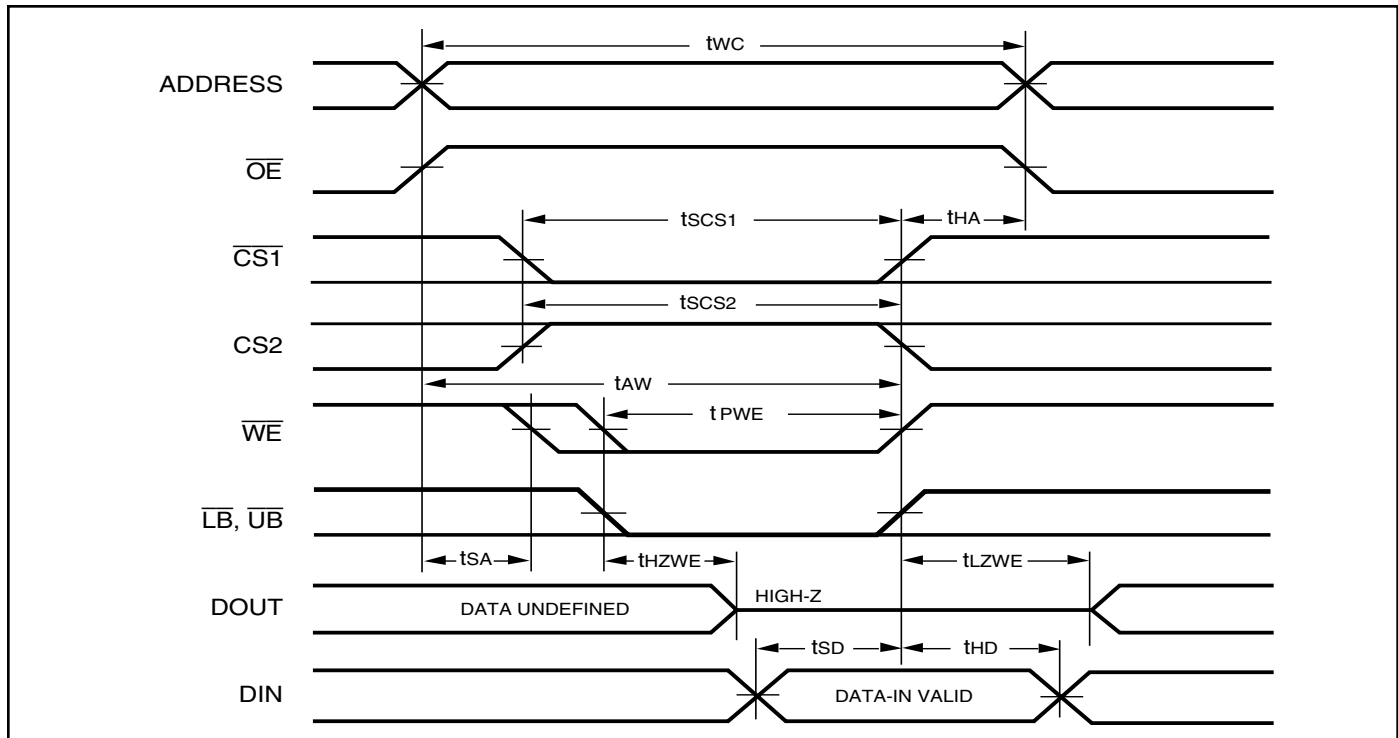 tWC
ADDRESS
OE
tSCS1
tHA
CS1
tSCS2
CS2
tAW
tPWE
WE
LB, UB
tSA
tHZWE
tLZWE
DOUT
DATA UNDEFINED
HIGH-Z
tSD
tHD
DIN
DATA-IN VALID